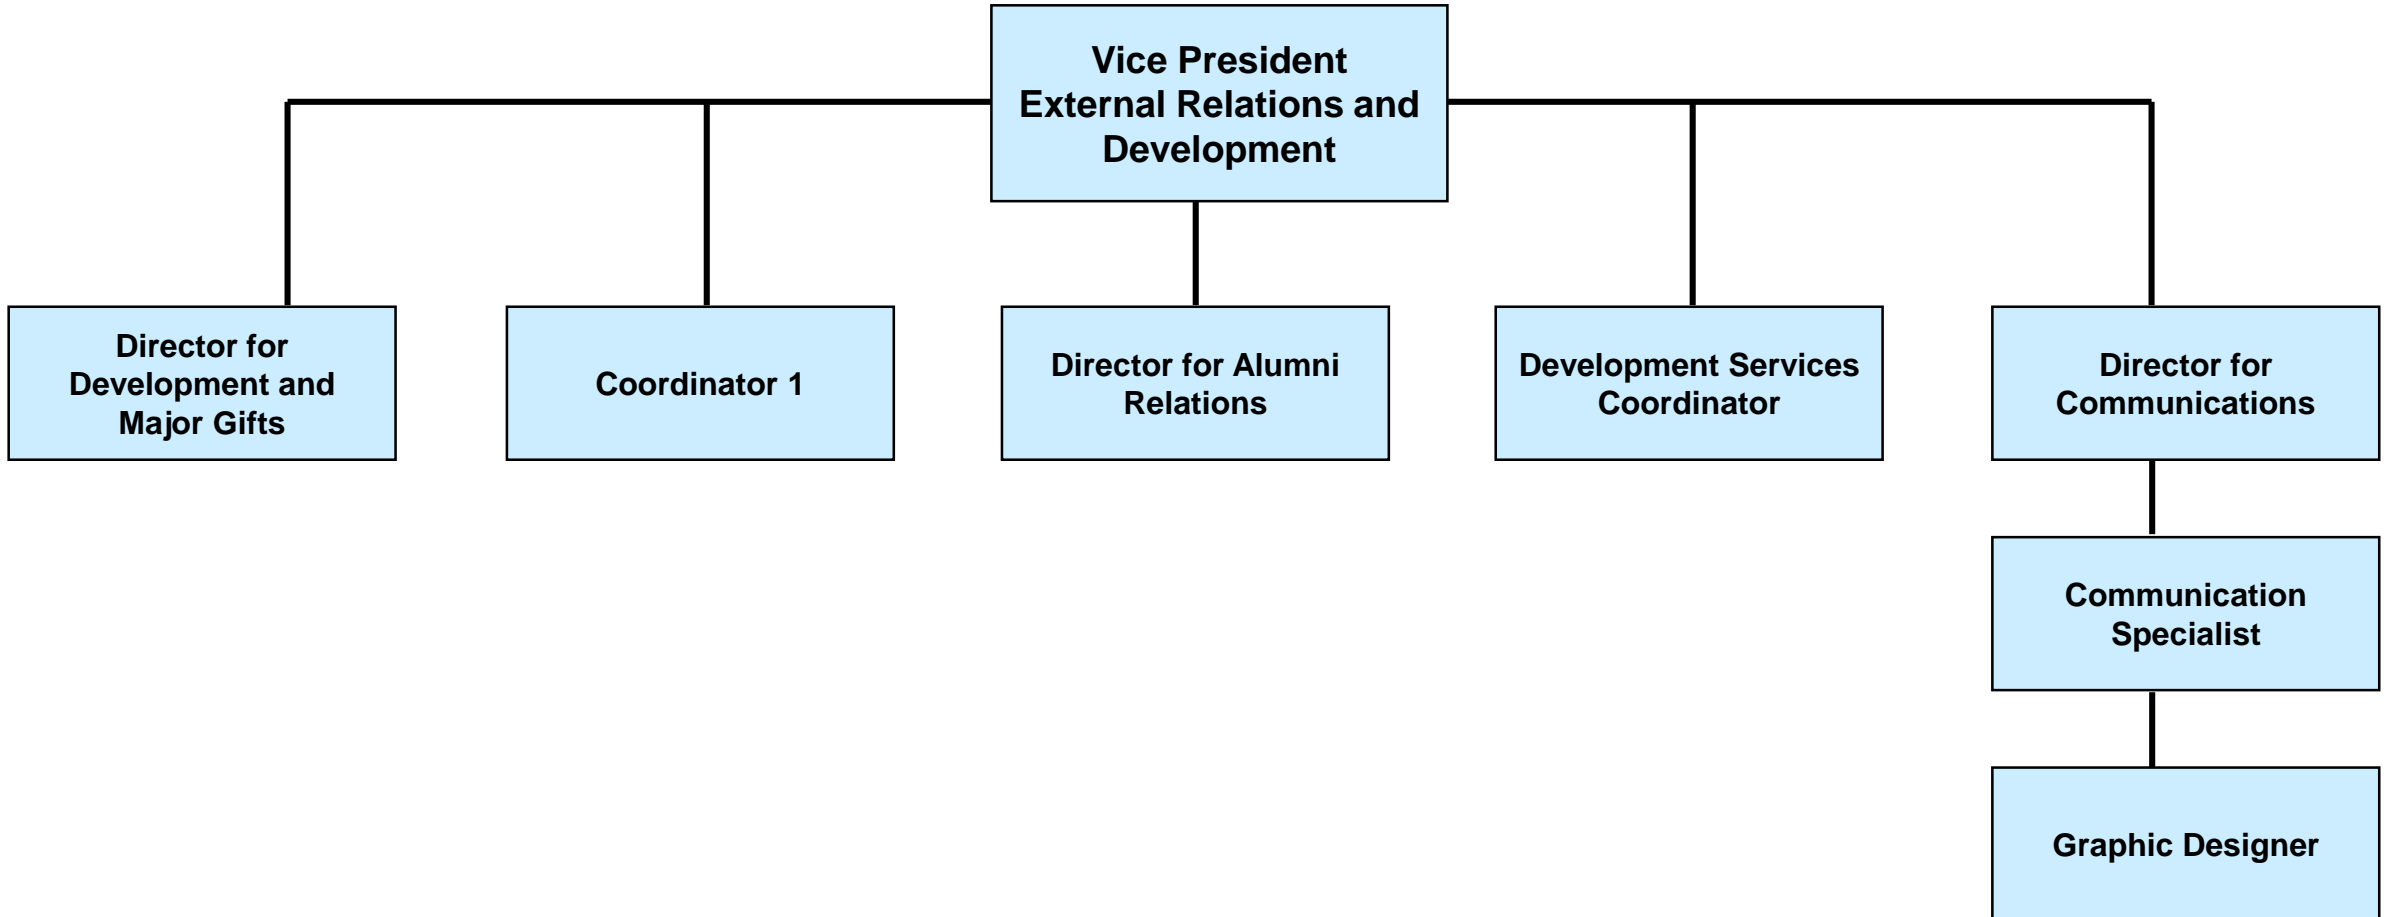 Vice President
External Relations and
Development
Director for
Development and
Major Gifts
Coordinator 1
Director for Alumni
Relations
Development Services
Coordinator
Director for
Communications
Communication
Specialist
Graphic Designer